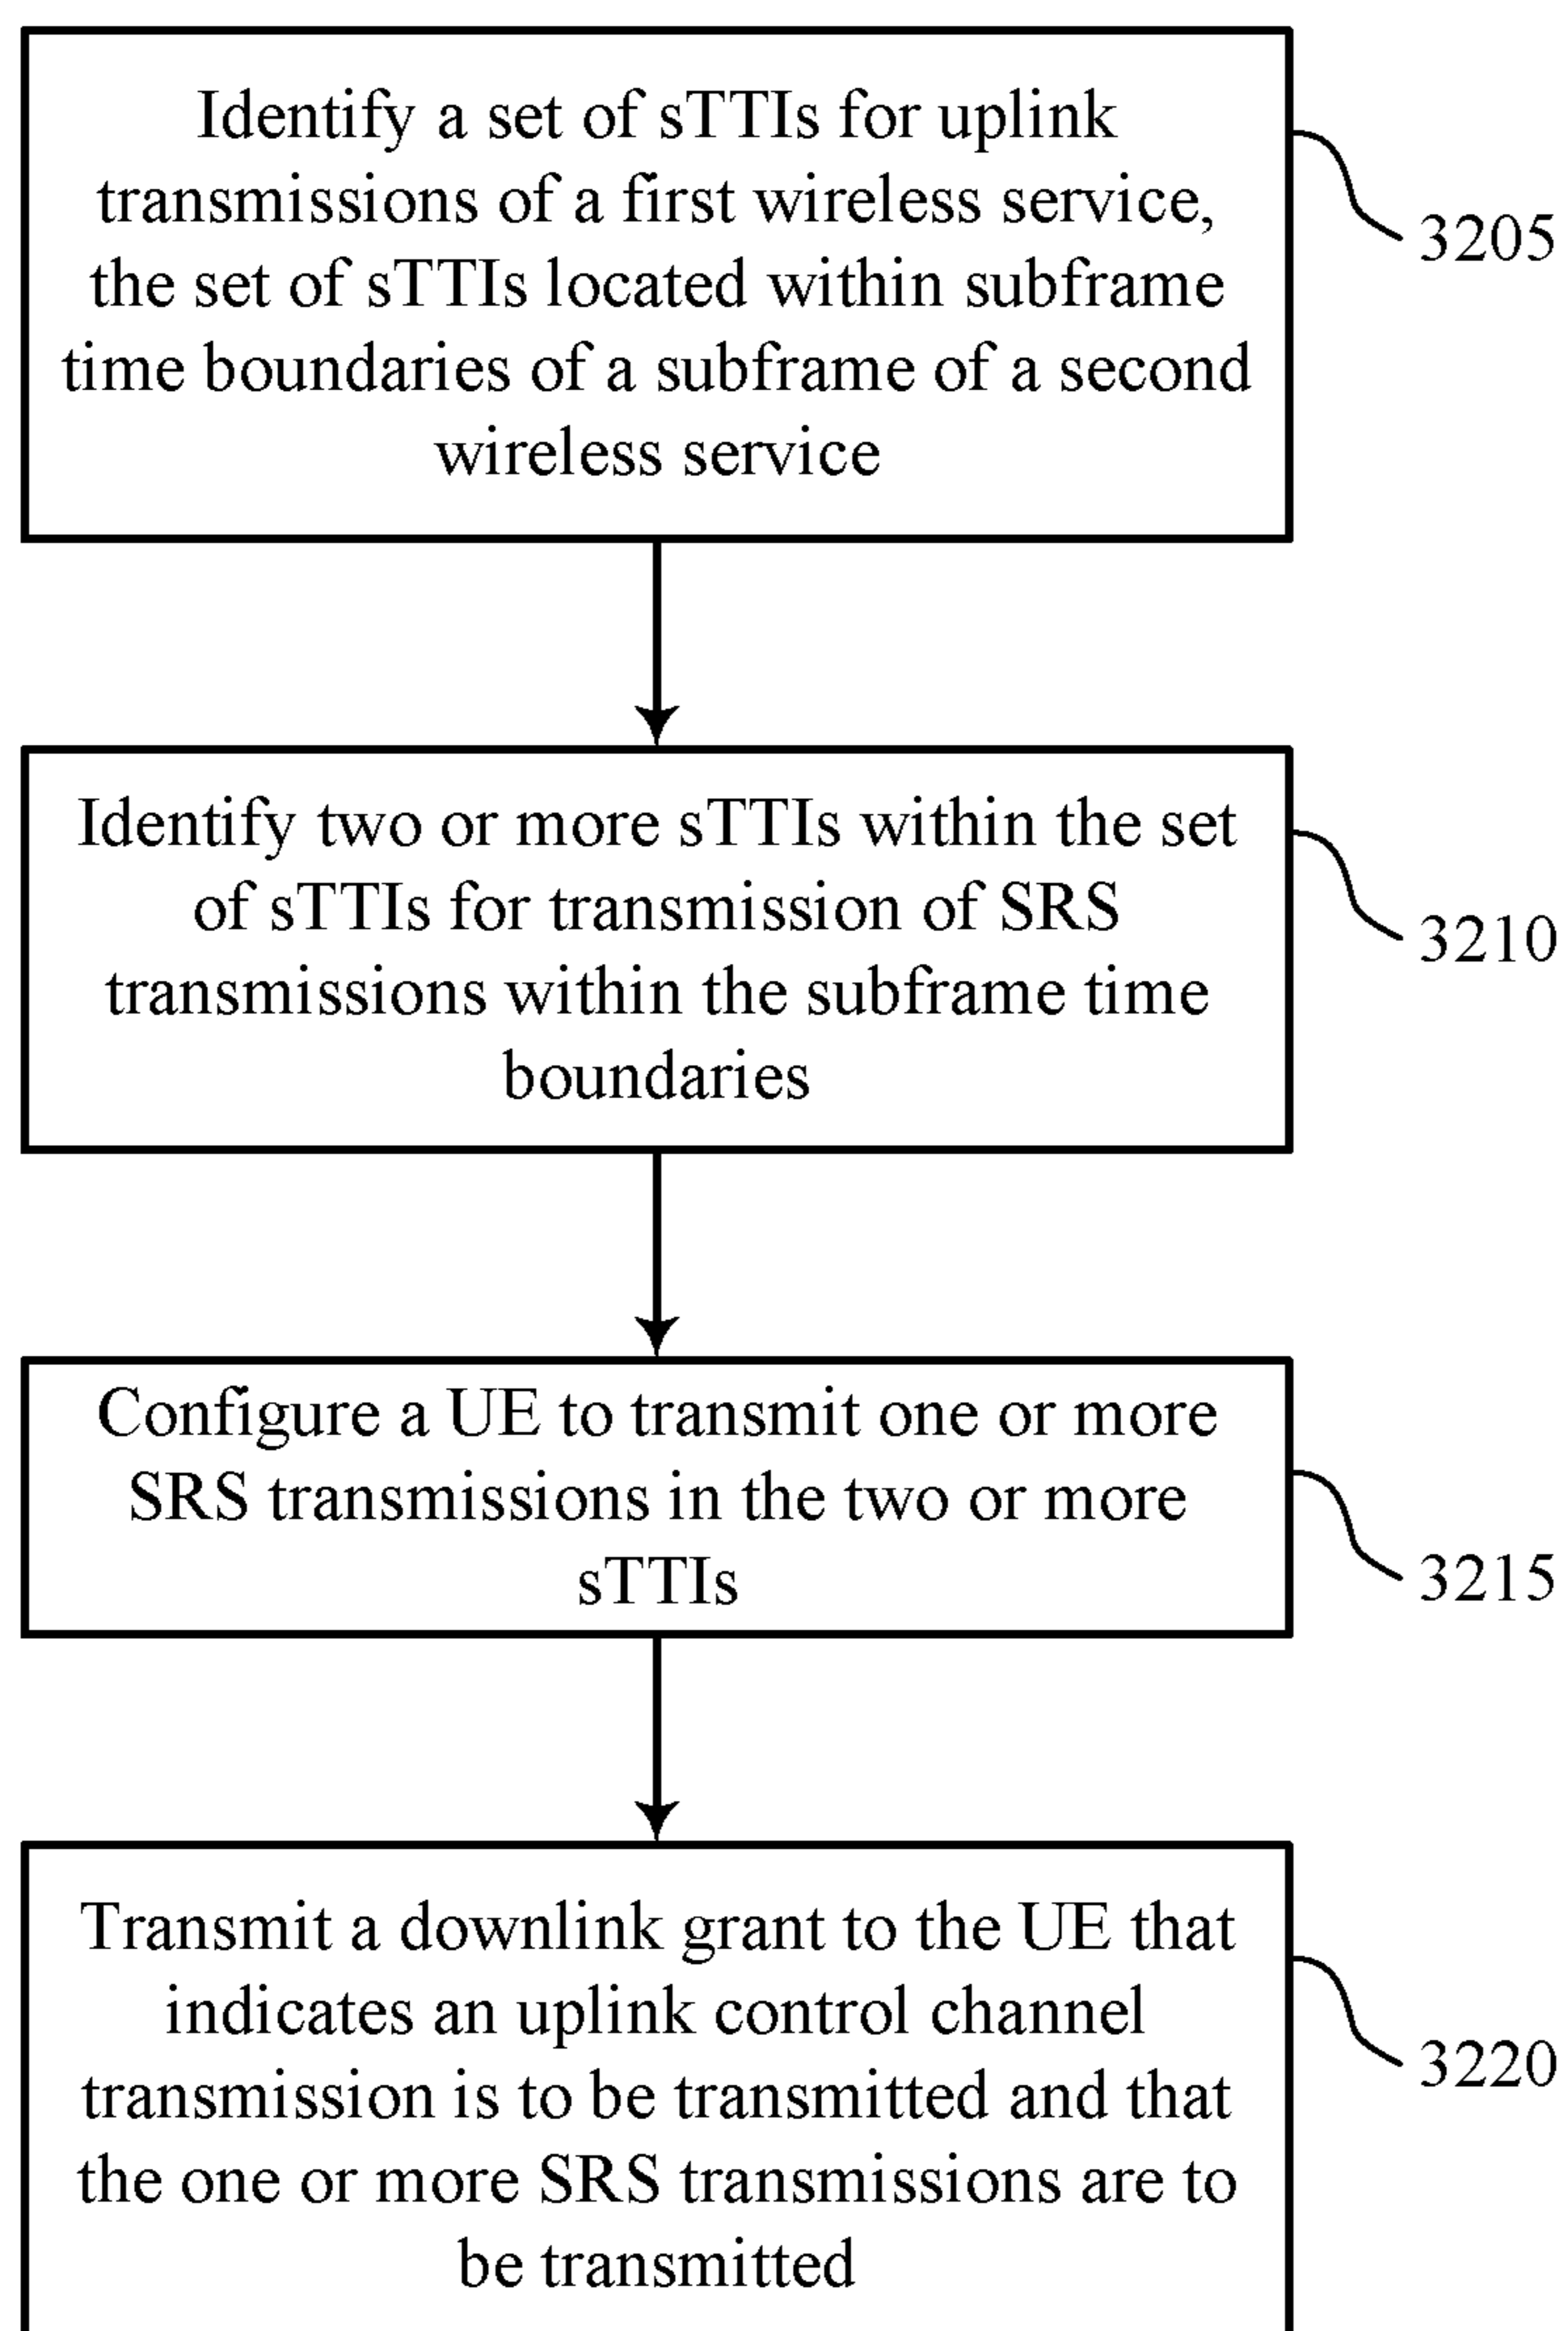 Identify a set of sTTIs for uplink
transmissions of a first wireless service,
the set of sTTIs located within subframe
time boundaries of a subframe of a second
wireless service
3205
Identify two or more sTTIs within the set
of sTTIs for transmission of SRS
transmissions within the subframe time
boundaries
3210
Configure a UE to transmit one or more
SRS transmissions in the two or more
sTTIs
3215
Transmit a downlink grant to the UE that
indicates an uplink control channel
transmission is to be transmitted and that
the one or more SRS transmissions are to
be transmitted
3220